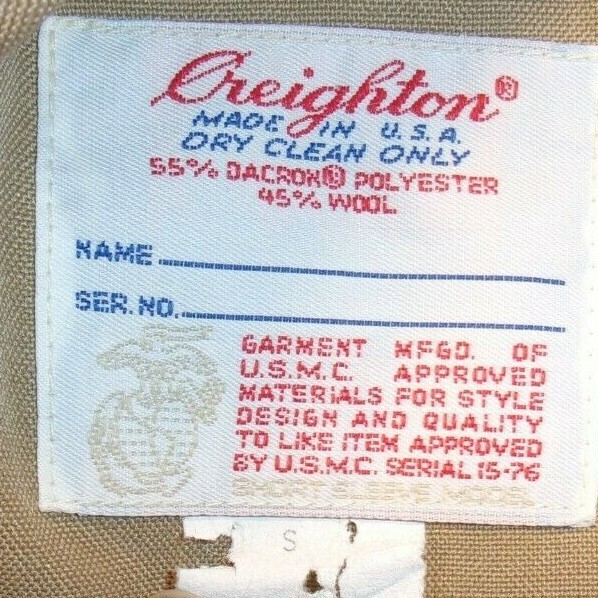 Creighton®
MADE IN U.S.A.
DRY CLEAN ONLY
55% DACRON® POLYESTER
45% WOOL
NAME
SER. NO.
GARMENT MFGD. OF
U.S.M.C. APPROVED
MATERIALS FOR STYLE
DESIGN AND QUALITY
TO LIKE ITEM APPROVED
BY U.S.M.C. SERIAL 15-76
SHORT SLEEVE MODEL
S